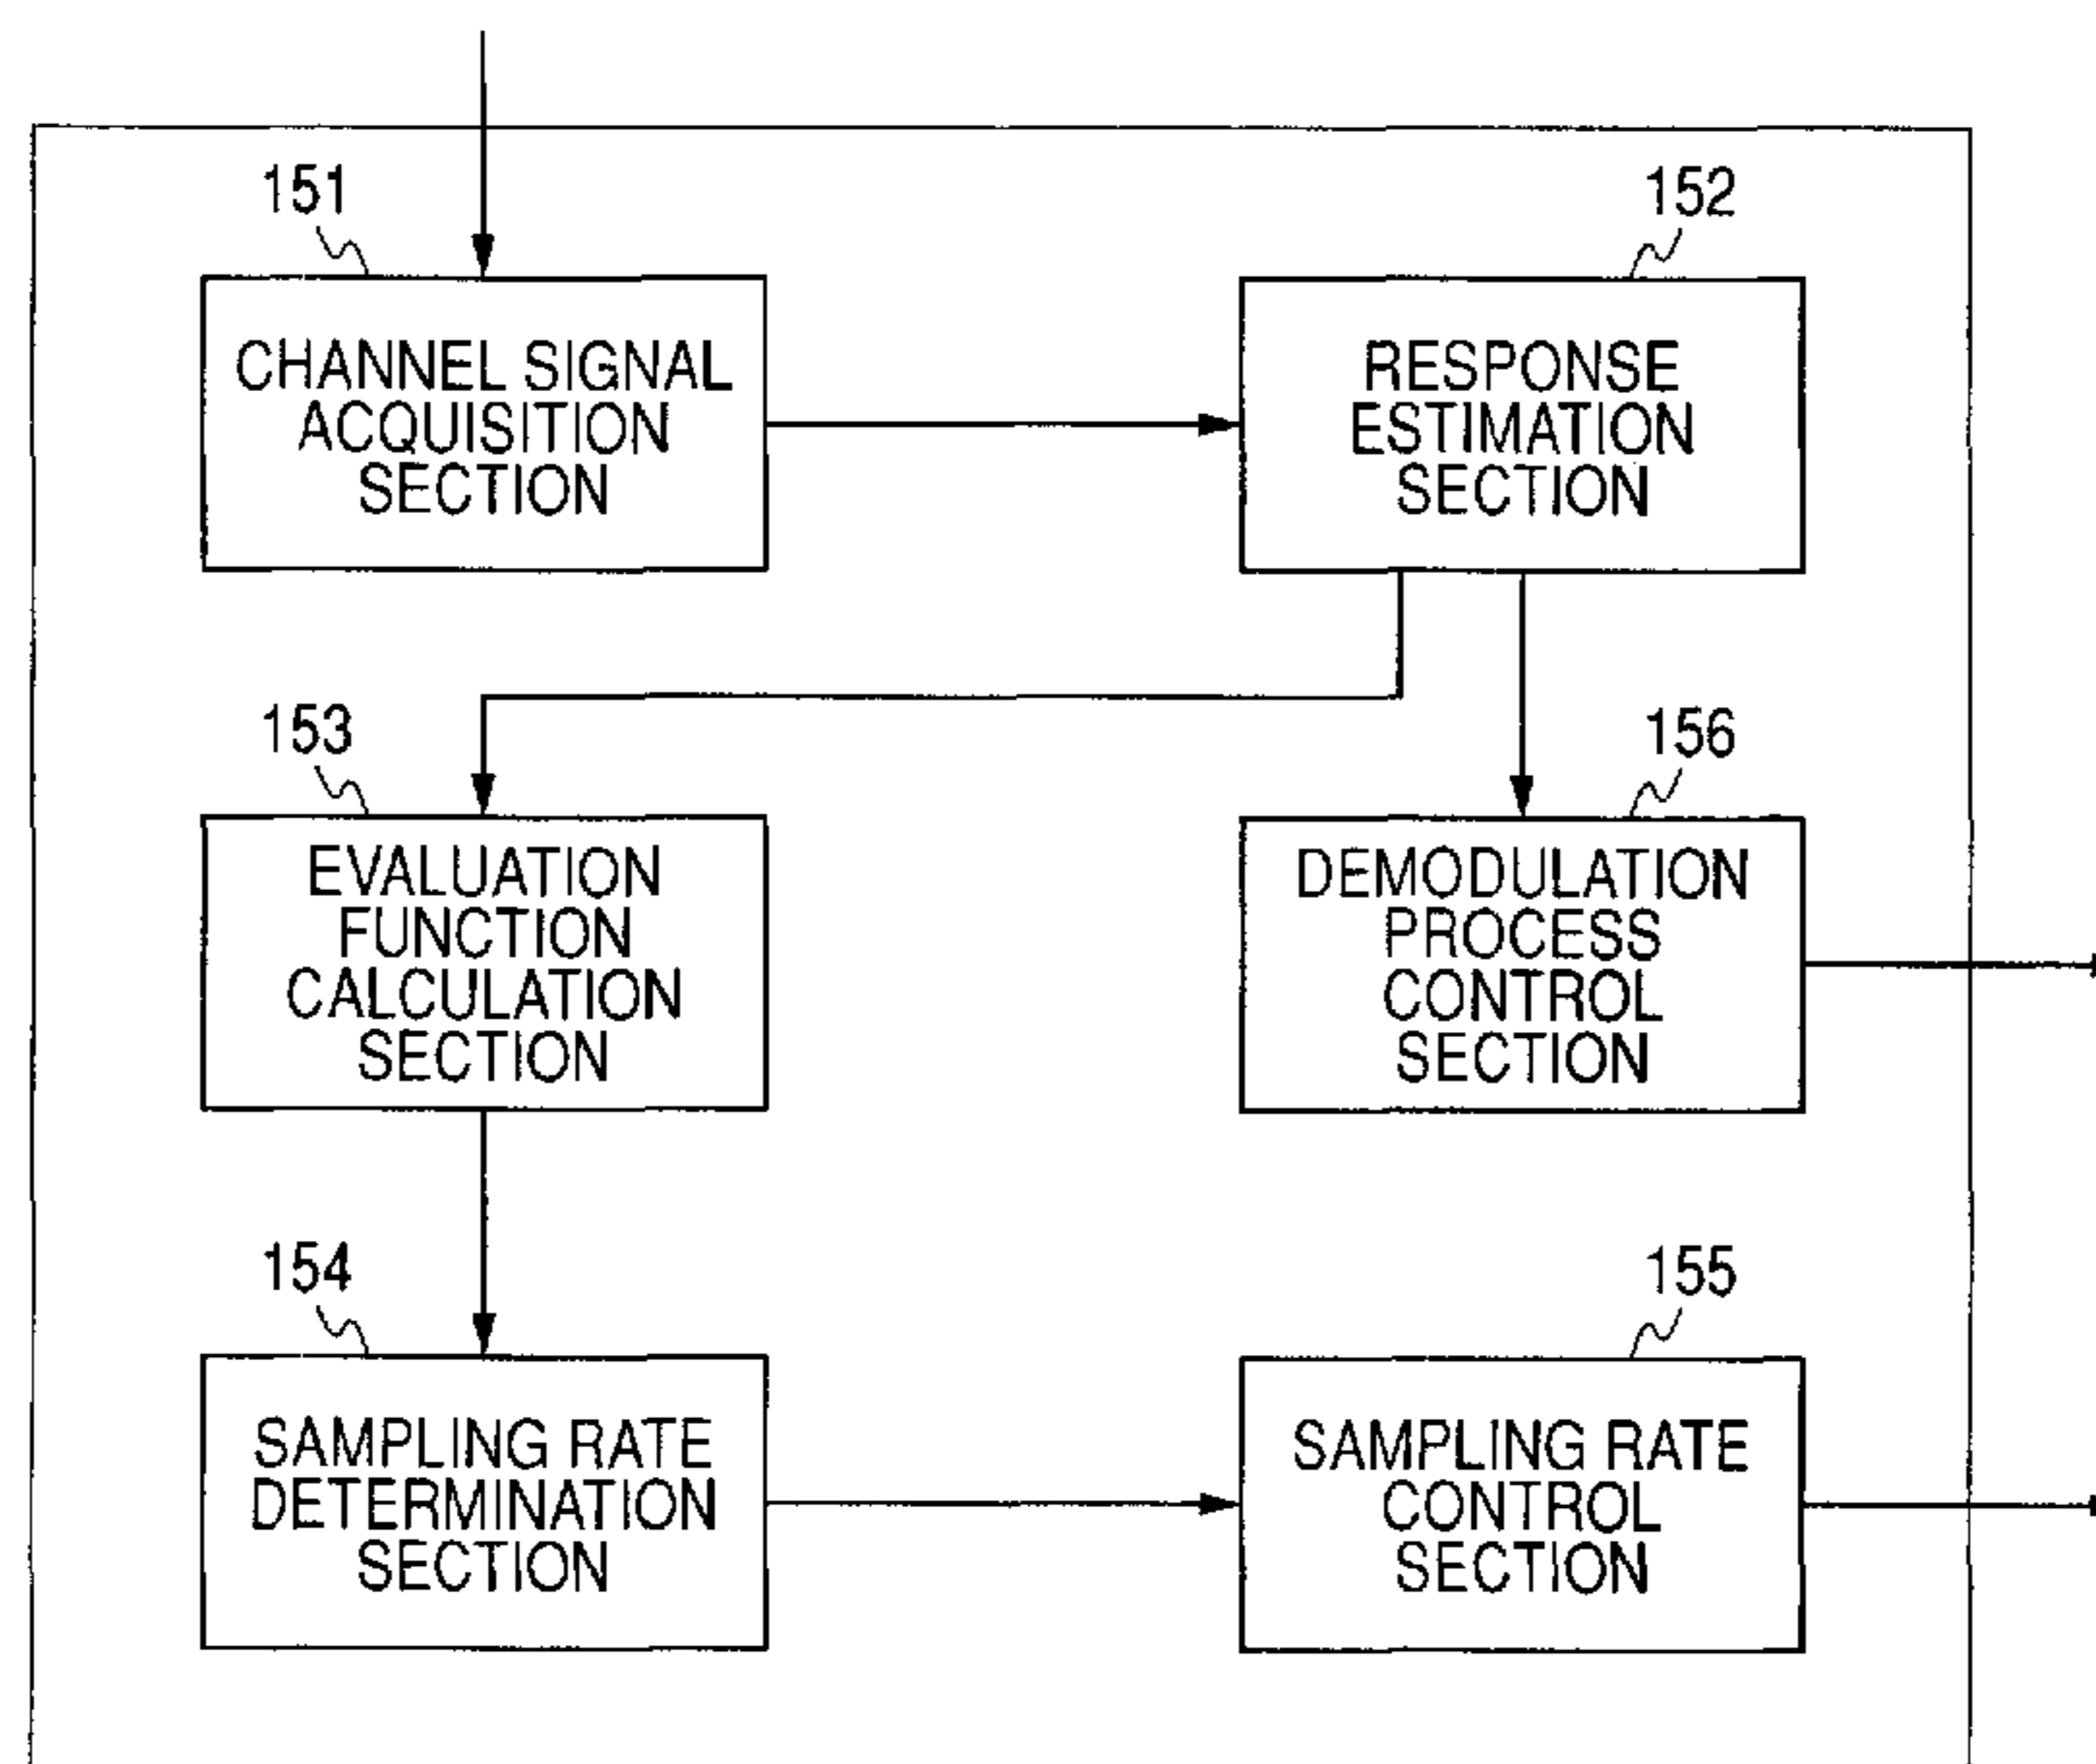 151
CHANNEL SIGNAL
ACQUISITION
SECTION
152
RESPONSE
ESTIMATION
SECTION
153
EVALUATION
FUNCTION
CALCULATION
SECTION
156
DEMODULATION
PROCESS
CONTROL
SECTION
154
SAMPLING RATE
DETERMINATION
SECTION
155
SAMPLING RATE
CONTROL
SECTION